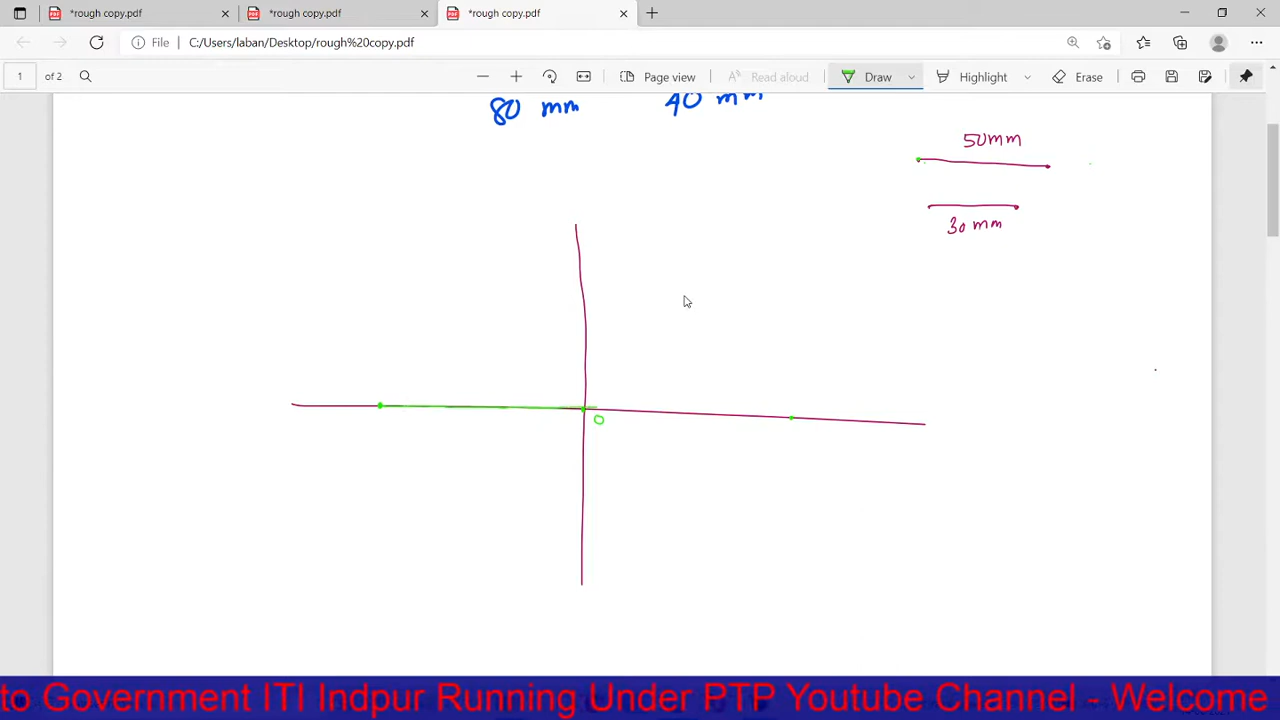 *rough copy.pdf
*rough copy.pdf
*rough copy.pdf
File
C:/Users/laban/Desktop/rough%20copy.pdf
1 of 2
Page view
Read aloud
Draw
Highlight
Erase
80 mm
40 mm
50mm
30 mm
O
to Government ITI Indpur Running Under PTP Youtube Channel - Welcome